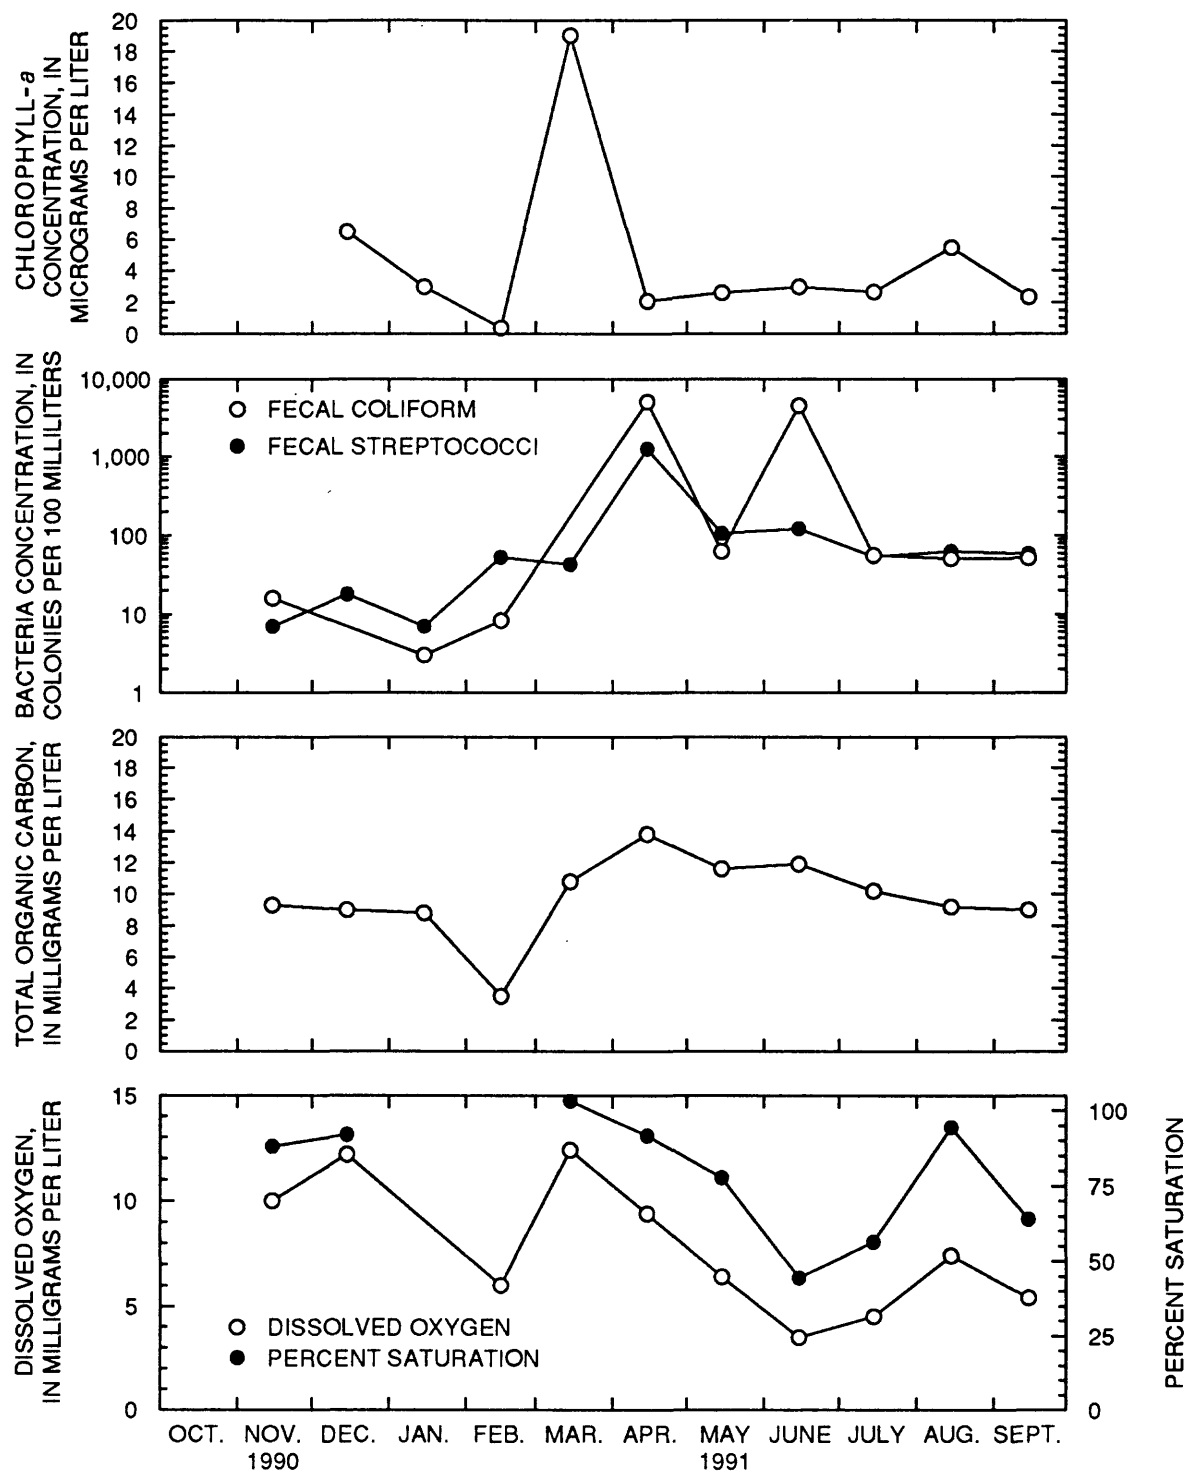 CHLOROPHYLL-a
CONCENTRATION, IN
MICROGRAMS PER LITER
20
18
16
14
12
10
8
6
4
2
0
BACTERIA CONCENTRATION, IN
COLONIES PER 100 MILLILITERS
10,000
1,000
100
10
1
FECAL COLIFORM
FECAL STREPTOCOCCI
TOTAL ORGANIC CARBON,
IN MILLIGRAMS PER LITER
20
18
16
14
12
10
8
6
4
2
0
DISSOLVED OXYGEN,
IN MILLIGRAMS PER LITER
15
10
5
0
DISSOLVED OXYGEN
PERCENT SATURATION
100
75
50
25
0
PERCENT SATURATION
OCT. NOV. DEC. JAN. FEB. MAR. APR. MAY JUNE JULY AUG. SEPT.
1990 1991